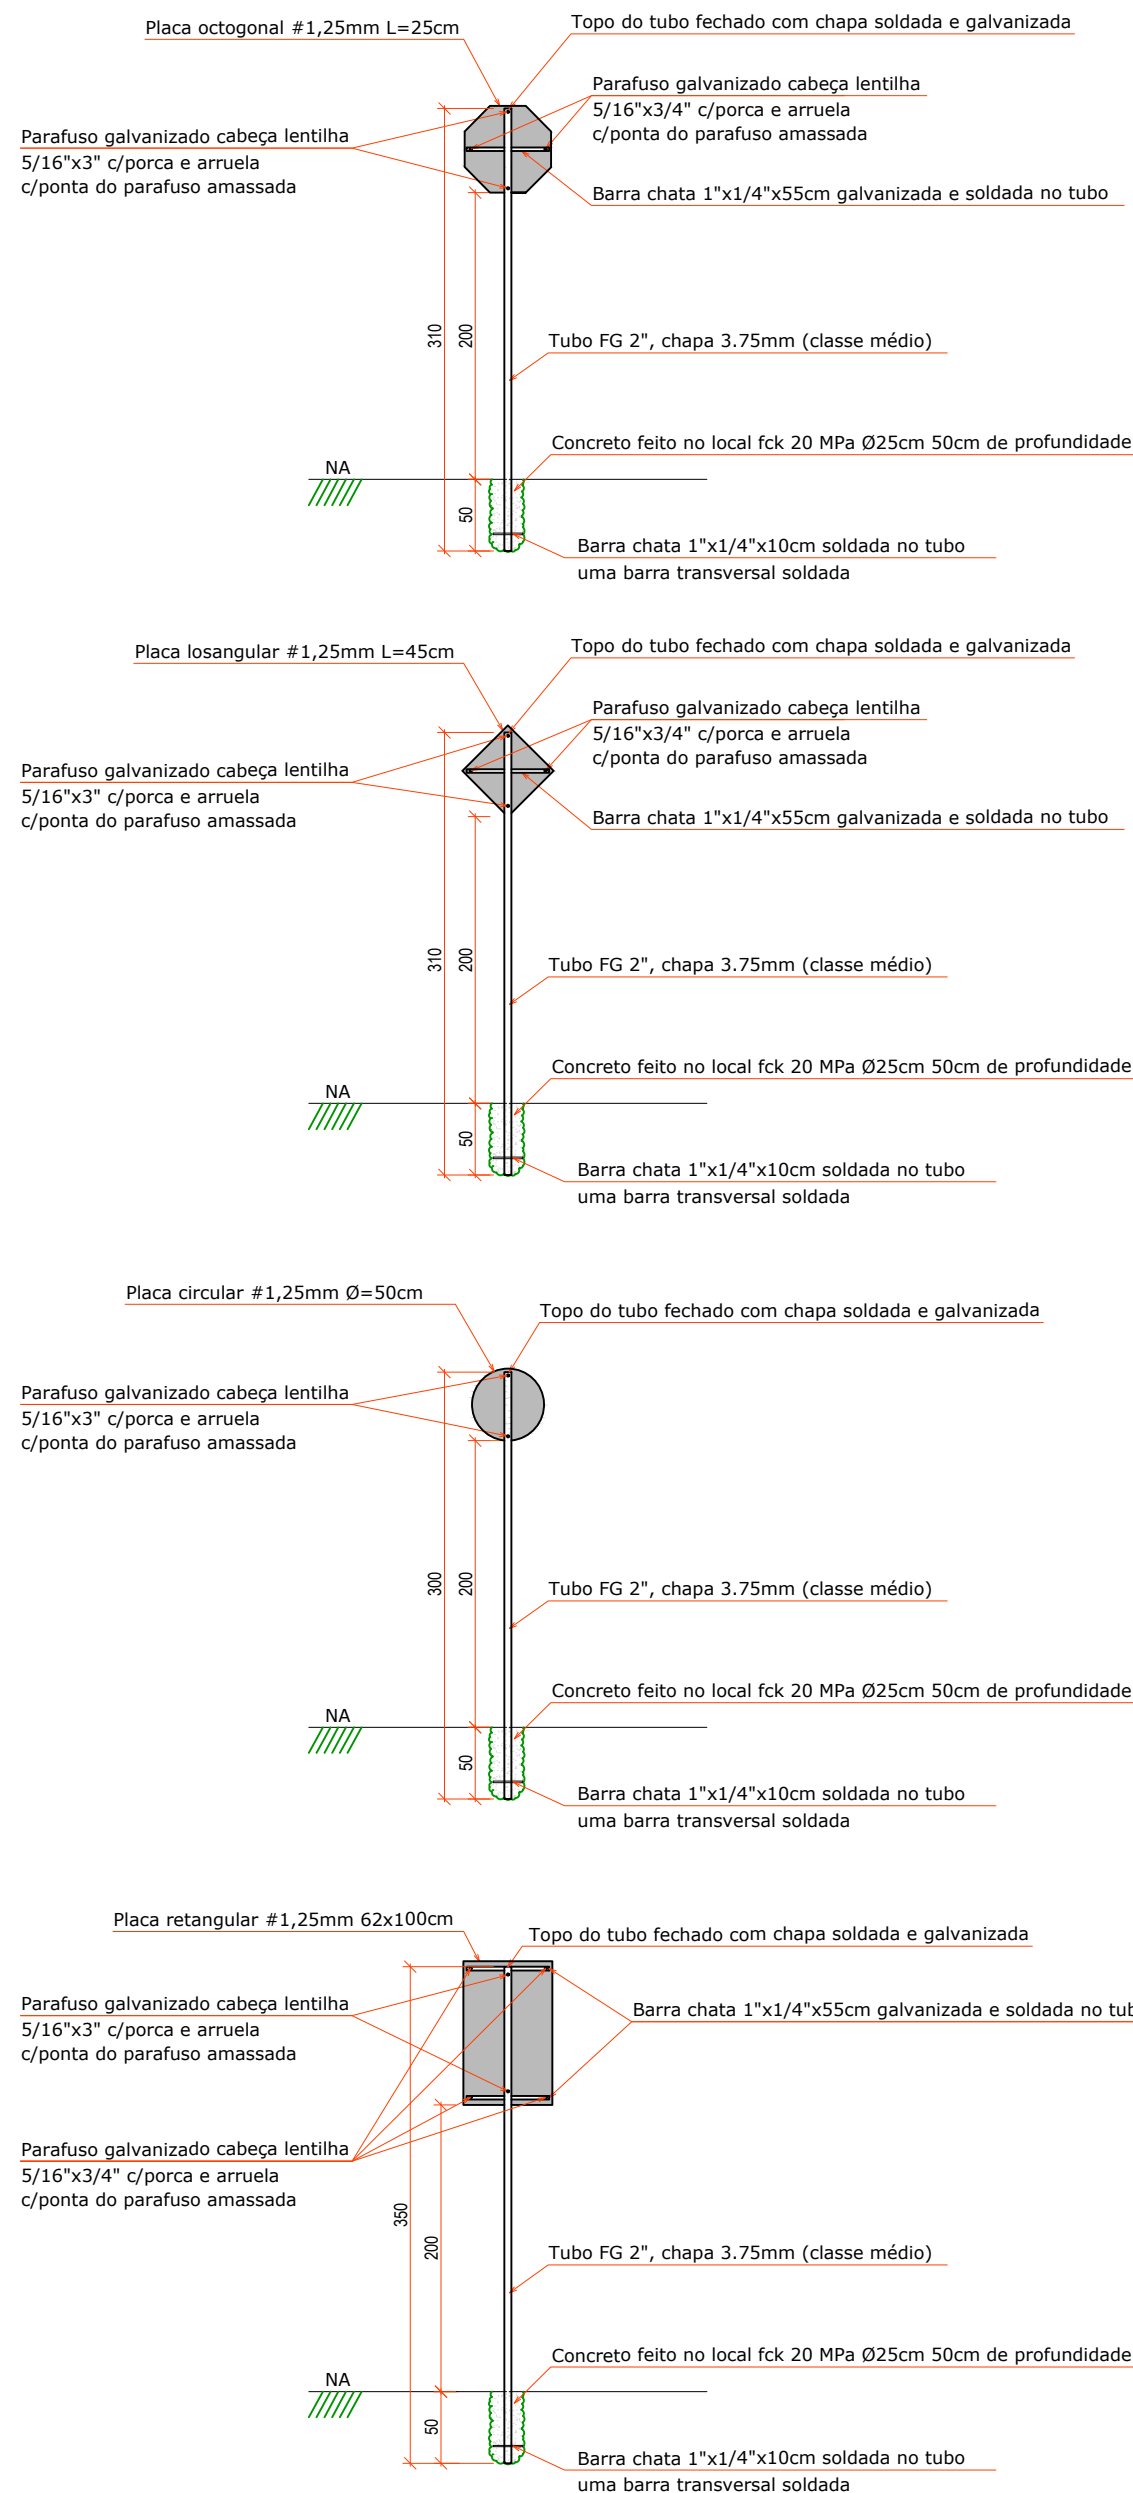 Placa octogonal #1,25mm L=25cm
Topo do tubo fechado com chapa soldada e galvanizada
Parafuso galvanizado cabeça lentilha
5/16"x3/4" c/porca e arruela
c/ponta do parafuso amassada
Parafuso galvanizado cabeça lentilha
5/16"x3" c/porca e arruela
c/ponta do parafuso amassada
Barra chata 1"x1/4"x55cm galvanizada e soldada no tubo
310
200
Tubo FG 2", chapa 3.75mm (classe médio)
Concreto feito no local fck 20 MPa Ø25cm 50cm de profundidade
NA
50
Barra chata 1"x1/4"x10cm soldada no tubo
uma barra transversal soldada
Placa losangular #1,25mm L=45cm
Topo do tubo fechado com chapa soldada e galvanizada
Parafuso galvanizado cabeça lentilha
5/16"x3/4" c/porca e arruela
c/ponta do parafuso amassada
Parafuso galvanizado cabeça lentilha
5/16"x3" c/porca e arruela
c/ponta do parafuso amassada
Barra chata 1"x1/4"x55cm galvanizada e soldada no tubo
310
200
Tubo FG 2", chapa 3.75mm (classe médio)
Concreto feito no local fck 20 MPa Ø25cm 50cm de profundidade
NA
50
Barra chata 1"x1/4"x10cm soldada no tubo
uma barra transversal soldada
Placa circular #1,25mm Ø=50cm
Topo do tubo fechado com chapa soldada e galvanizada
Parafuso galvanizado cabeça lentilha
5/16"x3" c/porca e arruela
c/ponta do parafuso amassada
300
200
Tubo FG 2", chapa 3.75mm (classe médio)
Concreto feito no local fck 20 MPa Ø25cm 50cm de profundidade
NA
50
Barra chata 1"x1/4"x10cm soldada no tubo
uma barra transversal soldada
Placa retangular #1,25mm 62x100cm
Topo do tubo fechado com chapa soldada e galvanizada
Parafuso galvanizado cabeça lentilha
5/16"x3" c/porca e arruela
c/ponta do parafuso amassada
Barra chata 1"x1/4"x55cm galvanizada e soldada no tub
Parafuso galvanizado cabeça lentilha
5/16"x3/4" c/porca e arruela
c/ponta do parafuso amassada
350
200
Tubo FG 2", chapa 3.75mm (classe médio)
Concreto feito no local fck 20 MPa Ø25cm 50cm de profundidade
NA
50
Barra chata 1"x1/4"x10cm soldada no tubo
uma barra transversal soldada